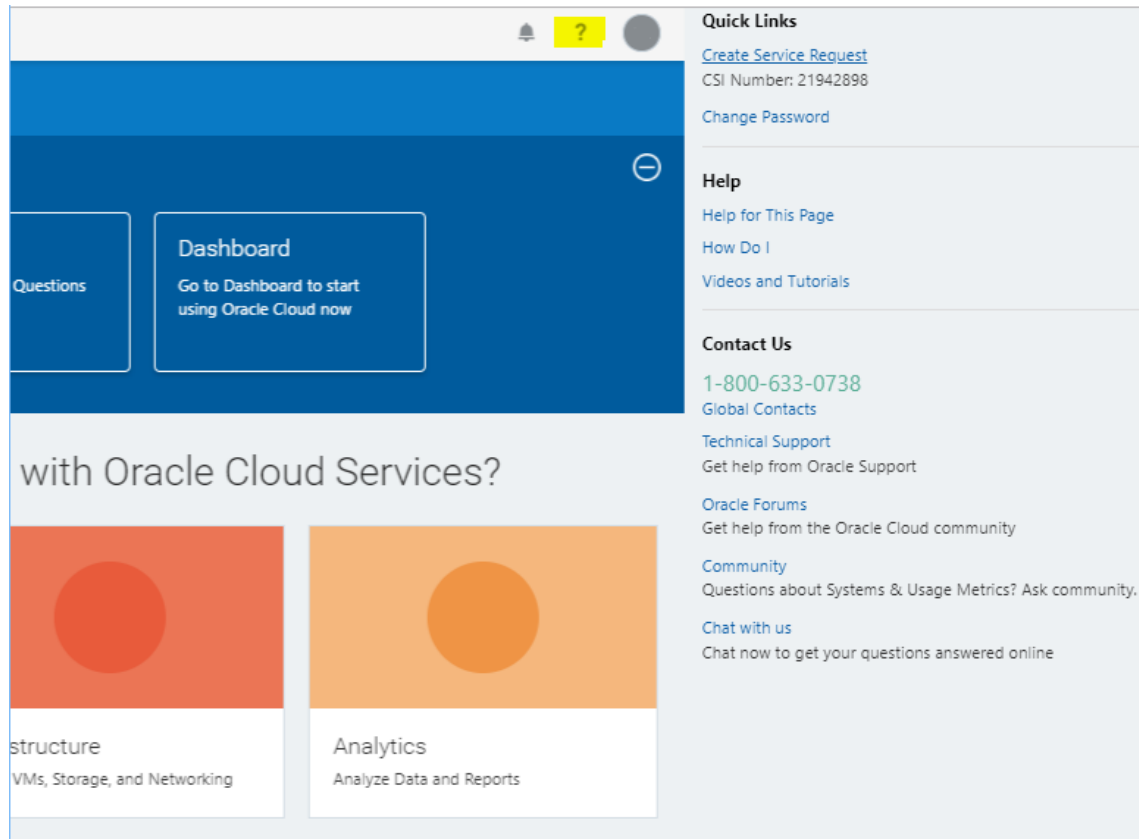 ?
Questions
Dashboard
Go to Dashboard to start
using Oracle Cloud now
with Oracle Cloud Services?
structure
VMs, Storage, and Networking
Analytics
Analyze Data and Reports
Quick Links
Create Service Request
CSI Number: 21942898
Change Password
Help
Help for This Page
How Do I
Videos and Tutorials
Contact Us
1-800-633-0738
Global Contacts
Technical Support
Get help from Oracle Support
Oracle Forums
Get help from the Oracle Cloud community
Community
Questions about Systems & Usage Metrics? Ask community.
Chat with us
Chat now to get your questions answered online